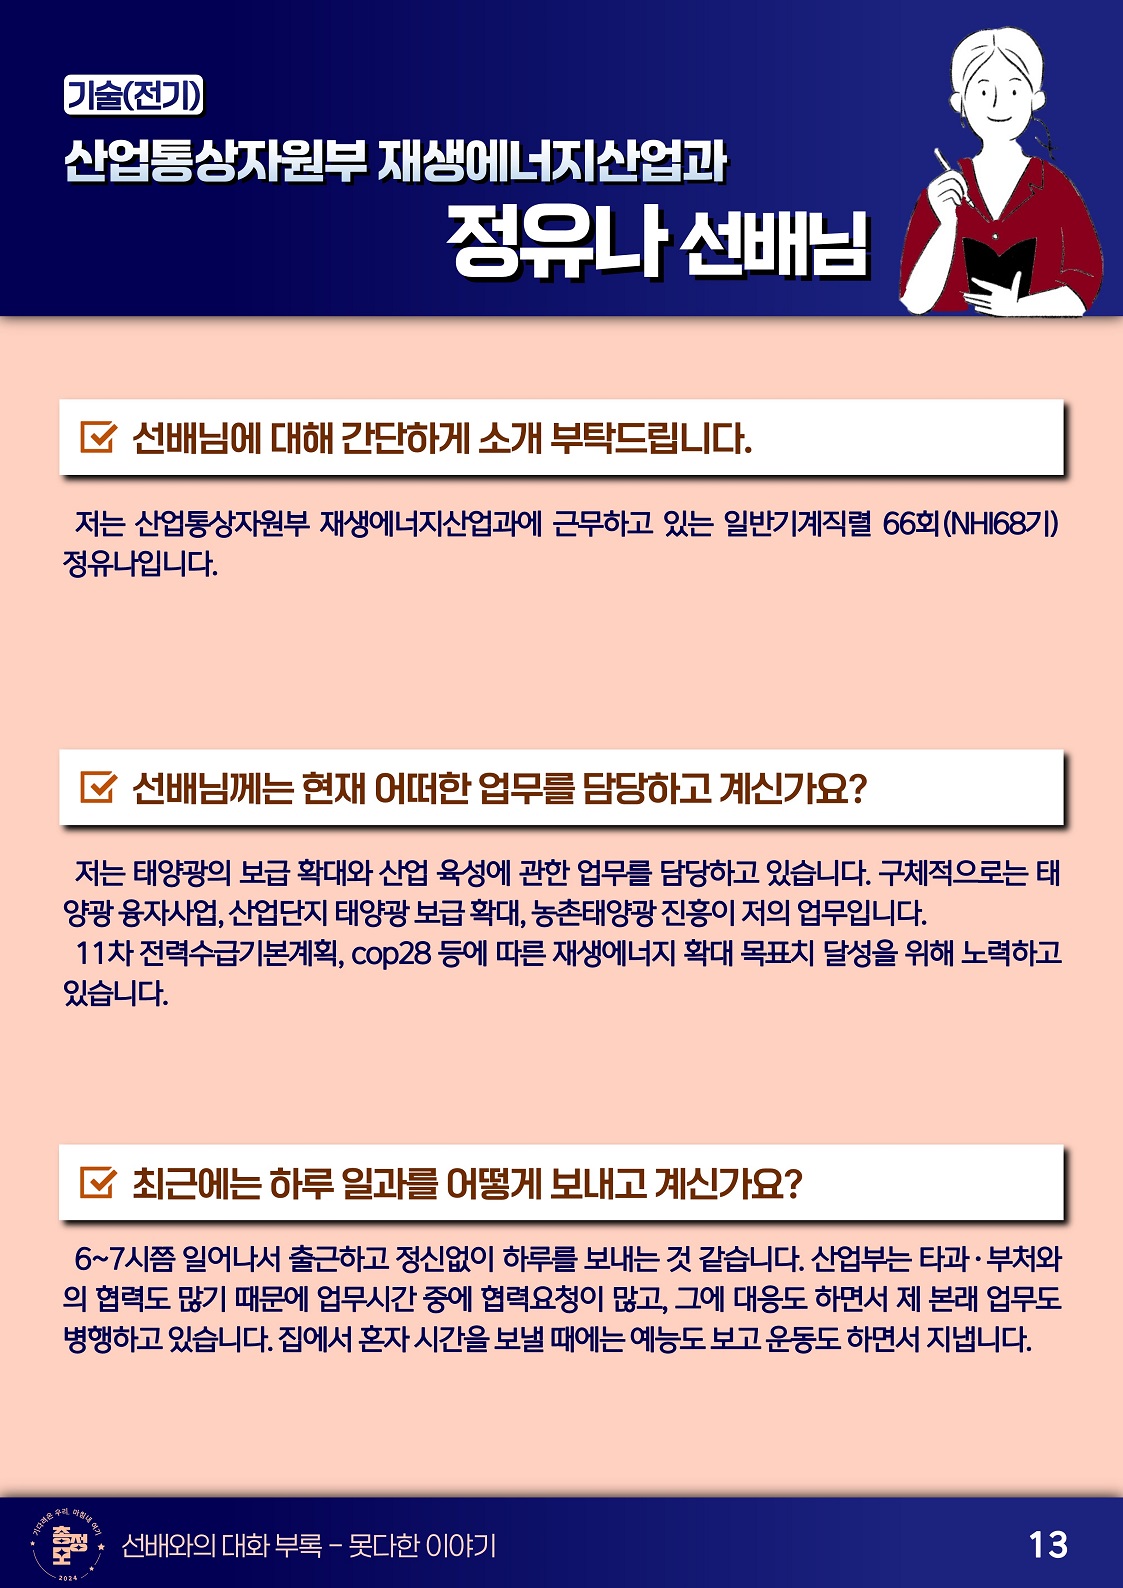 기술(전기)
산업통상자원부 재생에너지산업과
정유나 선배님
선배님에 대해 간단하게 소개 부탁드립니다.
저는 산업통상자원부 재생에너지산업과에 근무하고 있는 일반기계직렬 66회(NHI68기)
정유나입니다.
선배님께는 현재 어떠한 업무를 담당하고 계신가요?
저는 태양광의 보급 확대와 산업 육성에 관한 업무를 담당하고 있습니다. 구체적으로는 태
양광 융자사업, 산업단지 태양광 보급 확대, 농촌태양광 진흥이 저의 업무입니다.
11차 전력수급기본계획, cop28 등에 따른 재생에너지 확대 목표치 달성을 위해 노력하고
있습니다.
최근에는 하루 일과를 어떻게 보내고 계신가요?
6~7시쯤 일어나서 출근하고 정신없이 하루를 보내는 것 같습니다. 산업부는 타과·부처와
의 협력도 많기 때문에 업무시간 중에 협력요청이 많고, 그에 대응도 하면서 제 본래 업무도
병행하고 있습니다. 집에서 혼자 시간을 보낼 때에는 예능도 보고 운동도 하면서 지냅니다.
기다려온 우리, 마침내 여기
총정모
2024
선배와의 대화 부록 – 못다한 이야기
13